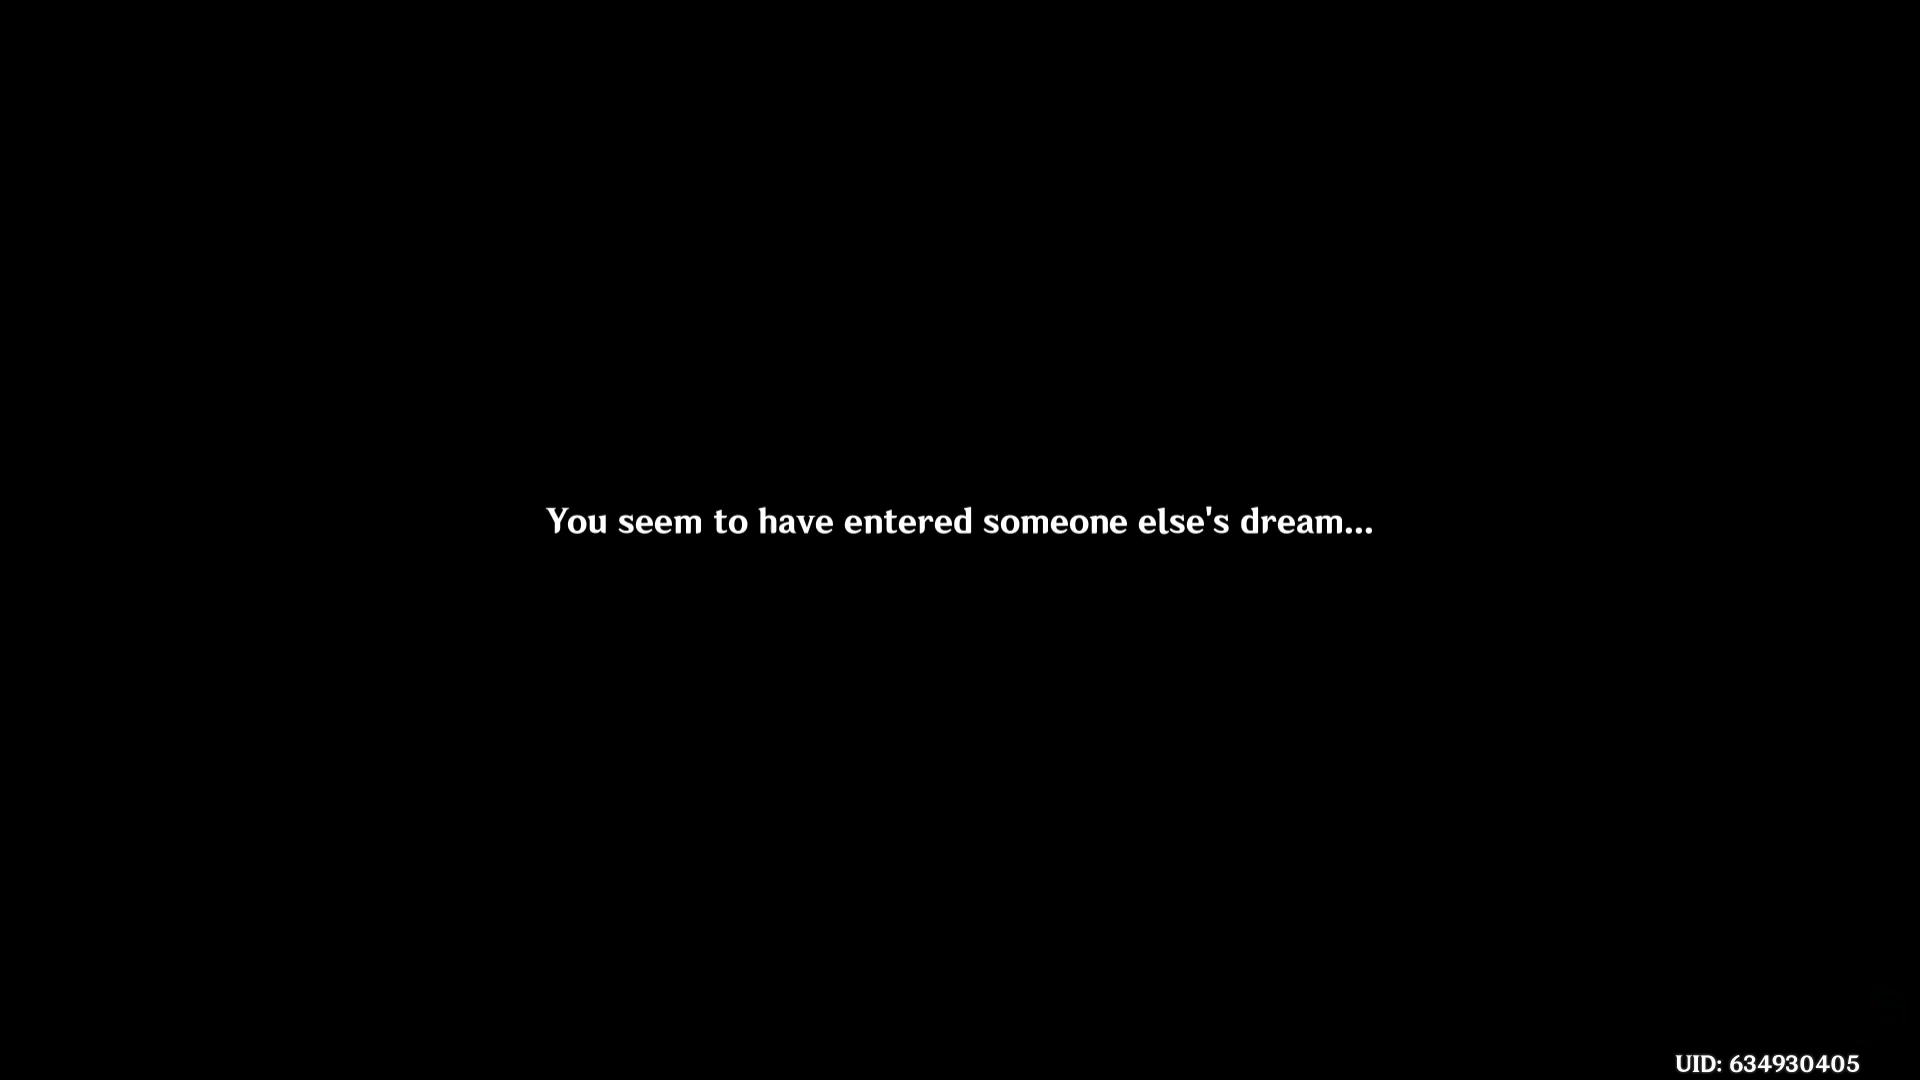 You seem to have entered someone else's dream...
UID: 634930405